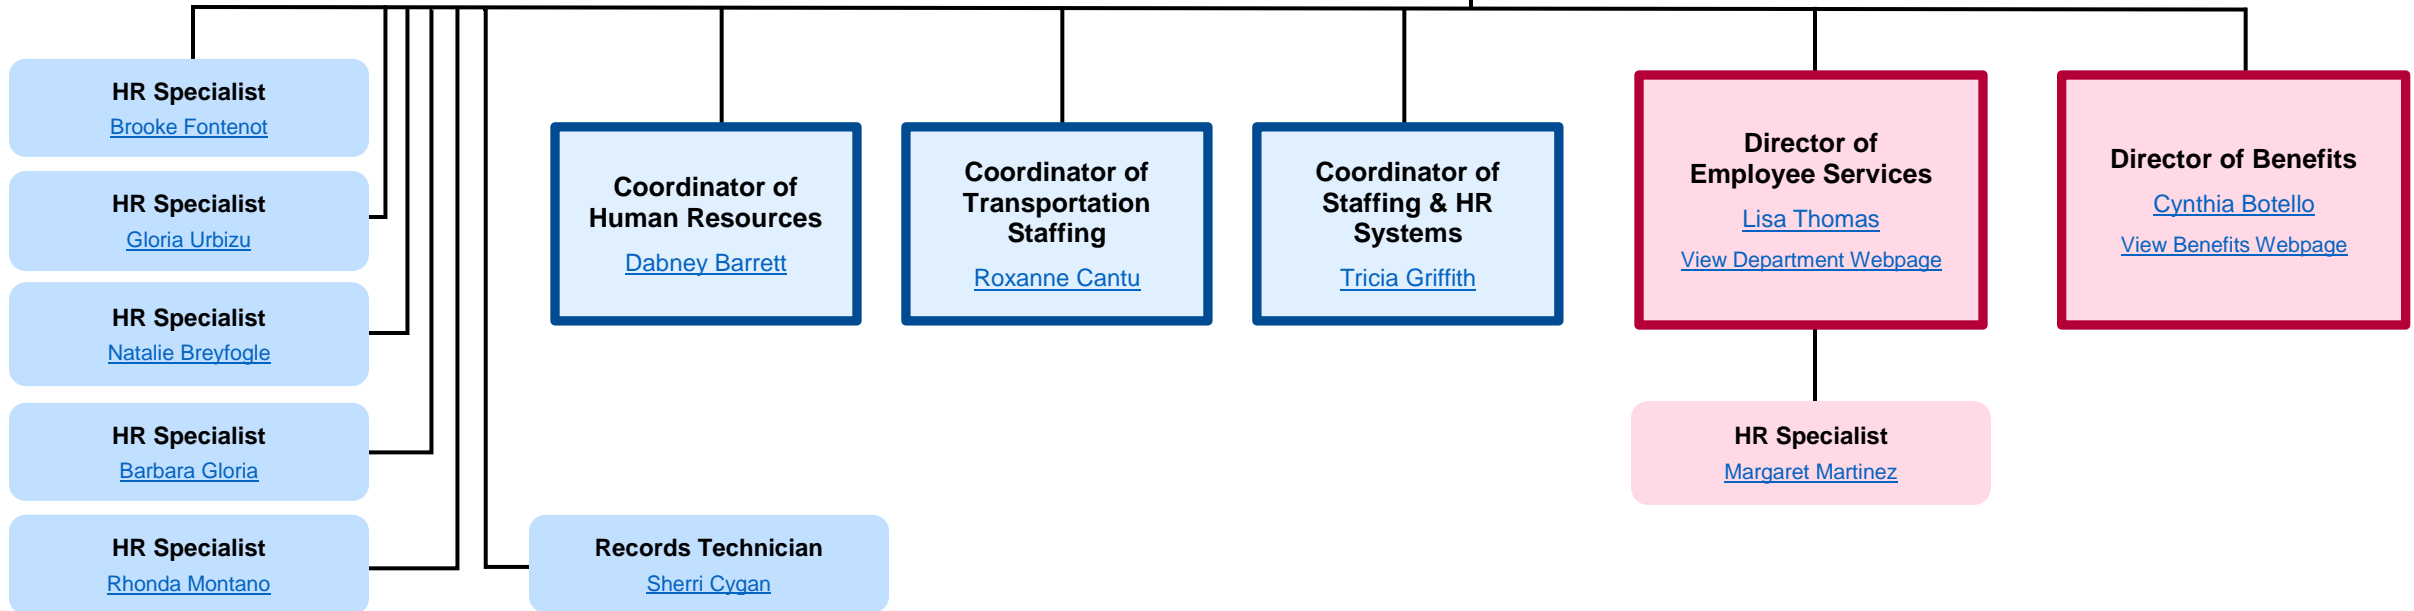 HR Specialist
Brooke Fontenot
HR Specialist
Gloria Urbizu
HR Specialist
Natalie Breyfogle
HR Specialist
Barbara Gloria
HR Specialist
Rhonda Montano
Records Technician
Sherri Cygan
Coordinator of
Human Resources
Dabney Barrett
Coordinator of
Transportation
Staffing
Roxanne Cantu
Coordinator of
Staffing & HR
Systems
Tricia Griffith
Director of
Employee Services
Lisa Thomas
View Department Webpage
HR Specialist
Margaret Martinez
Director of Benefits
Cynthia Botello
View Benefits Webpage